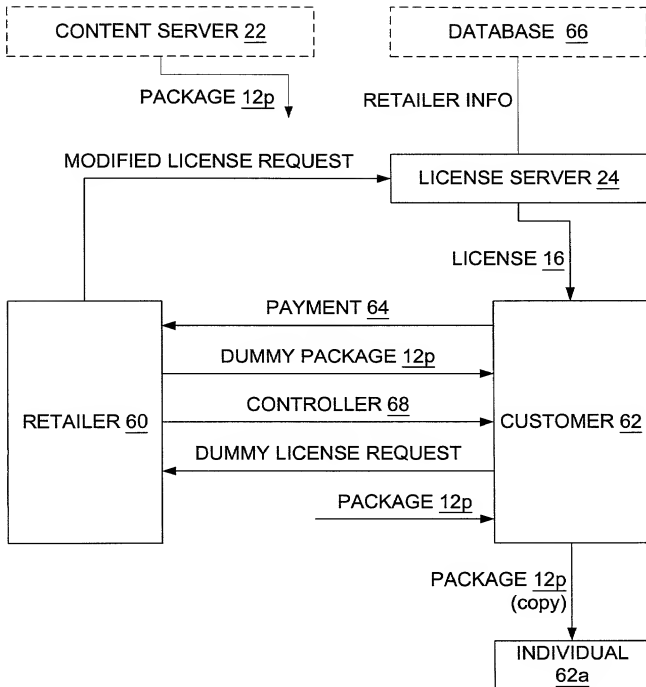 CONTENT SERVER 22
DATABASE 66
PACKAGE 12p
RETAILER INFO
MODIFIED LICENSE REQUEST
LICENSE SERVER 24
LICENSE 16
PAYMENT 64
DUMMY PACKAGE 12p
RETAILER 60
CONTROLLER 68
CUSTOMER 62
DUMMY LICENSE REQUEST
PACKAGE 12p
PACKAGE 12p
(copy)
INDIVIDUAL
62a